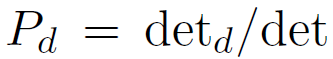 P_d = det_d/det